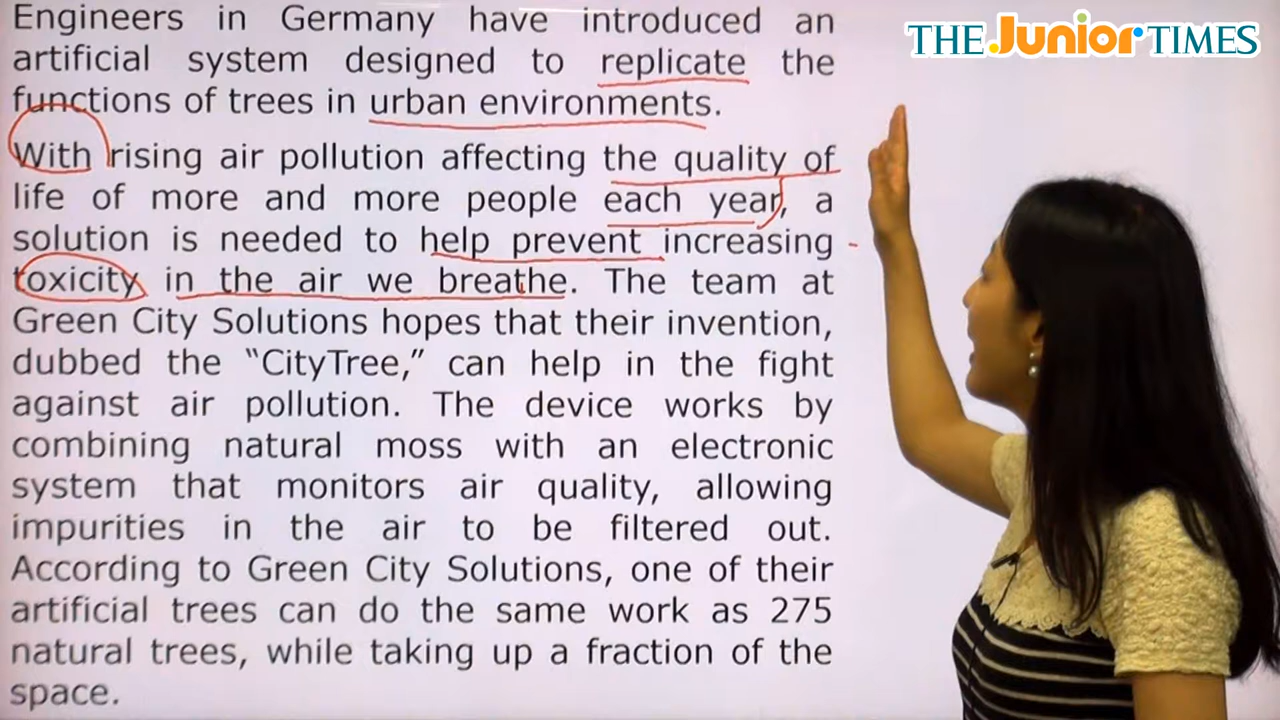 THE Junior TIMES
Engineers in Germany have introduced an
artificial system designed to replicate the
functions of trees in urban environments.
With rising air pollution affecting the quality of
life of more and more people each year, a
solution is needed to help prevent increasing
toxicity in the air we breathe. The team at
Green City Solutions hopes that their invention,
dubbed the “CityTree,” can help in the fight
against air pollution. The device works by
combining natural moss with an electronic
system that monitors air quality, allowing
impurities in the air to be filtered out.
According to Green City Solutions, one of their
artificial trees can do the same work as 275
natural trees, while taking up a fraction of the
space.